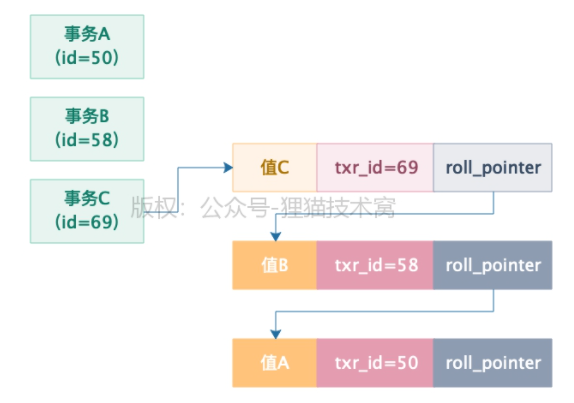 事务A
(id=50)
事务B
(id=58)
事务C
(id=69)
值C txr_id=69 roll_pointer
版权：公众号-狸猫技术窝
值B txr_id=58 roll_pointer
值A txr_id=50 roll_pointer